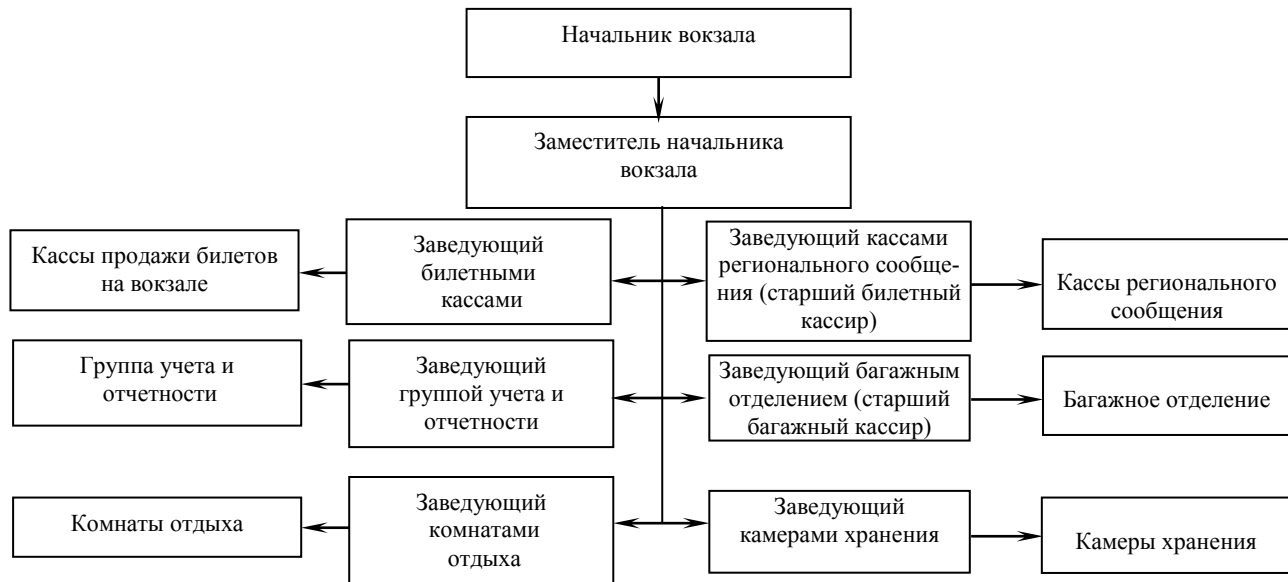 Начальник вокзала
Заместитель начальника
вокзала
Кассы продажи билетов
на вокзале
Заведующий
билетными
кассами
Заведующий кассами
регионального сообще-
ния (старший билетный
кассир)
Кассы регионального
сообщения
Группа учета и
отчетности
Заведующий
группой учета и
отчетности
Заведующий багажным
отделением (старший
багажный кассир)
Багажное отделение
Комнаты отдыха
Заведующий
комнатами
отдыха
Заведующий
камерами хранения
Камеры хранения